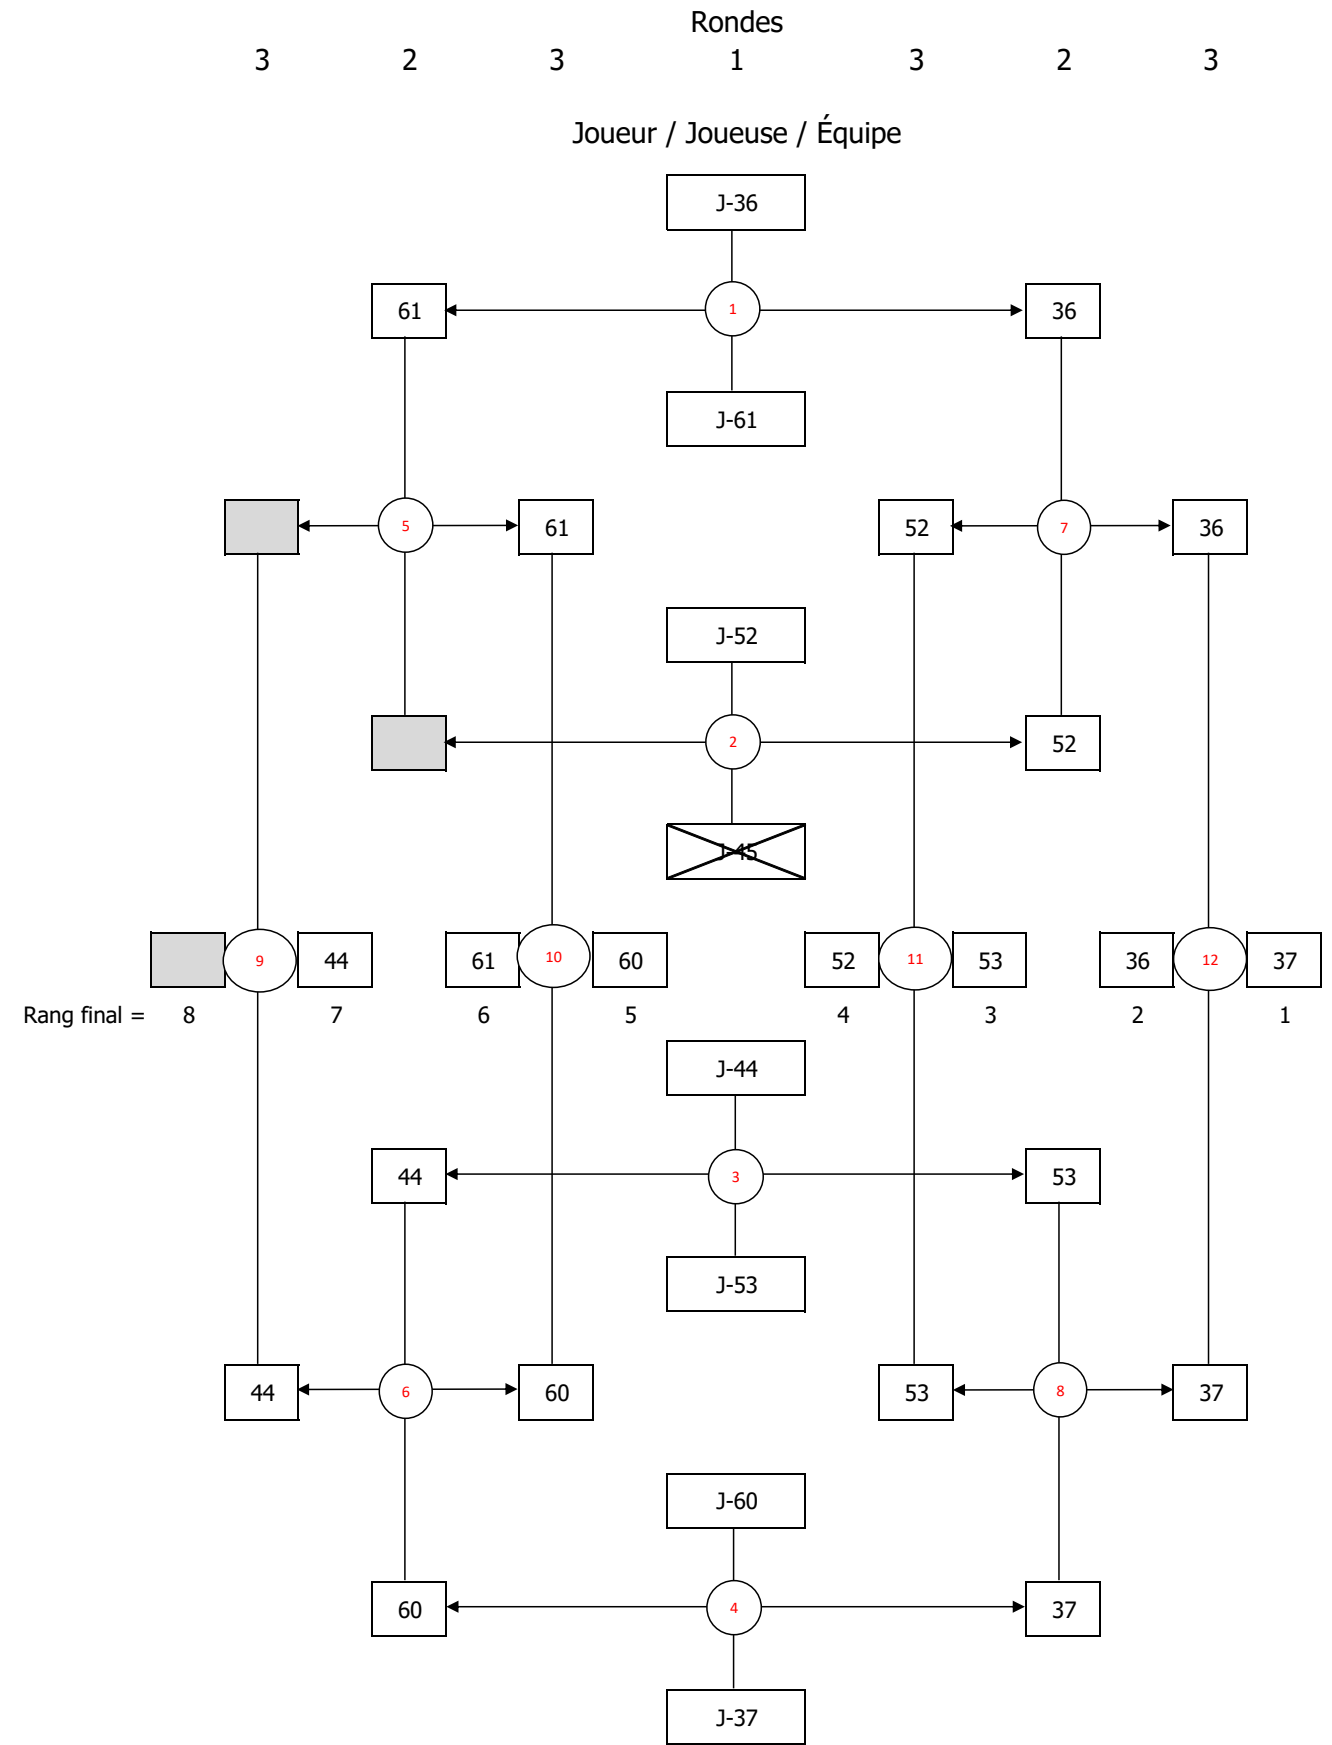 Rondes
3 2 3 1 3 2 3
Joueur / Joueuse / Équipe
J-36
61 1 36
J-61
5 61 52 7 36
J-52
2 52
J-45
9 44 61 10 60 52 11 53 36 12 37
Rang final = 8 7 6 5 4 3 2 1
J-44
44 3 53
J-53
44 6 60 53 8 37
J-60
60 4 37
J-37